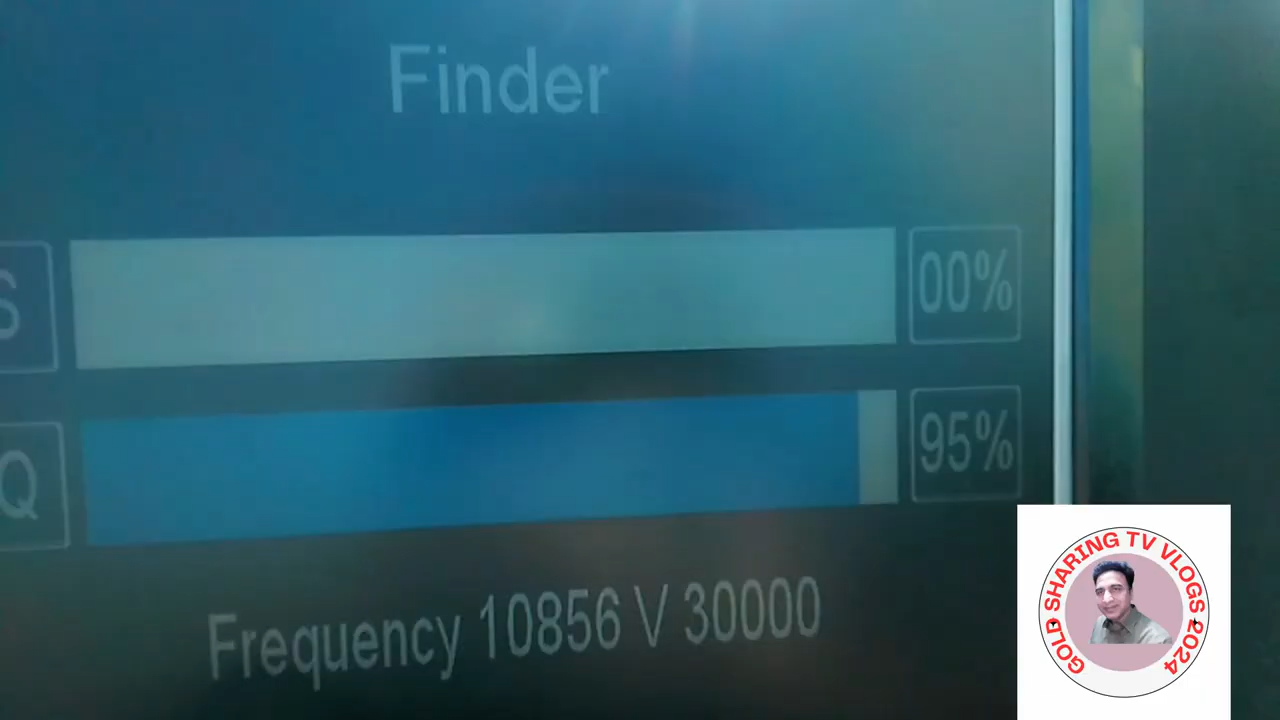 Finder
S
00%
Q
95%
Frequency 10856 V 30000
GOLD SHARING TV VLOGS 2024